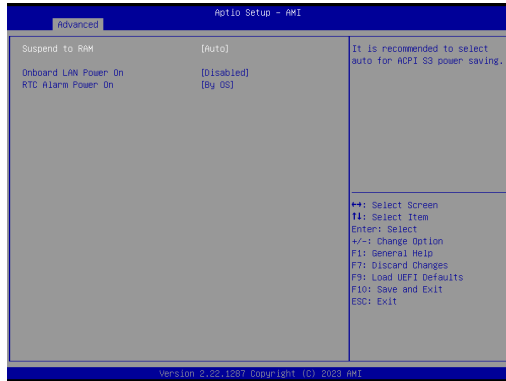 Aptio Setup - AMI
Advanced
Suspend to RAM [Auto]
Onboard LAN Power On [Disabled]
RTC Alarm Power On [By OS]
It is recommended to select
auto for ACPI S3 power saving.
↔: Select Screen
↑↓: Select Item
Enter: Select
+/-: Change Option
F1: General Help
F7: Discard Changes
F9: Load UEFI Defaults
F10: Save and Exit
ESC: Exit
Version 2.22.1287 Copyright (C) 2023 AMI